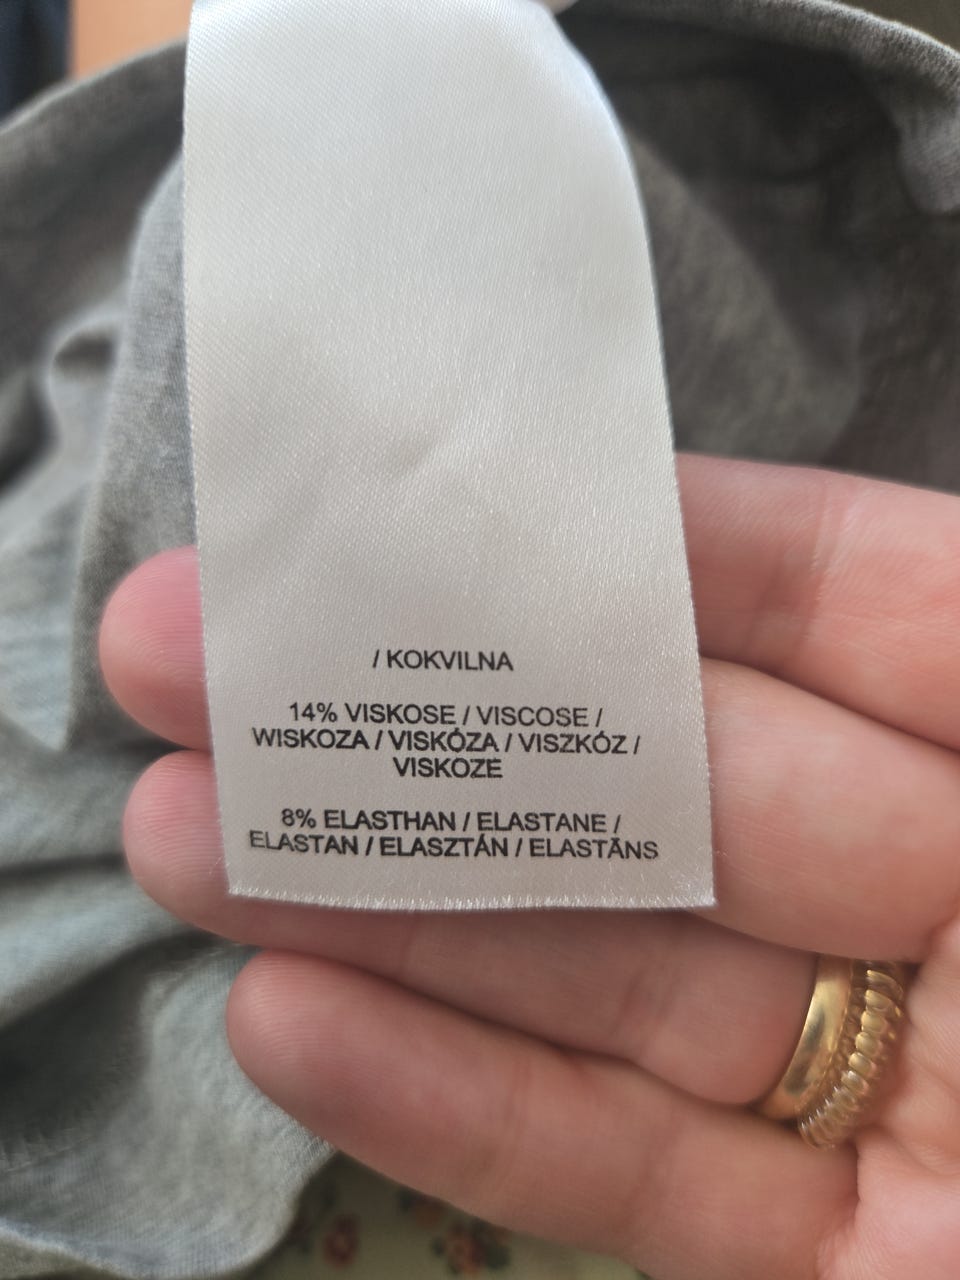 / KOKVILNA
14% VISKOSE / VISCOSE /
WISKOZA / VISKÓZA / VISZKÓZ /
VISKOZE
8% ELASTHAN / ELASTANE /
ELASTAN / ELASZTÁN / ELASTĀNS